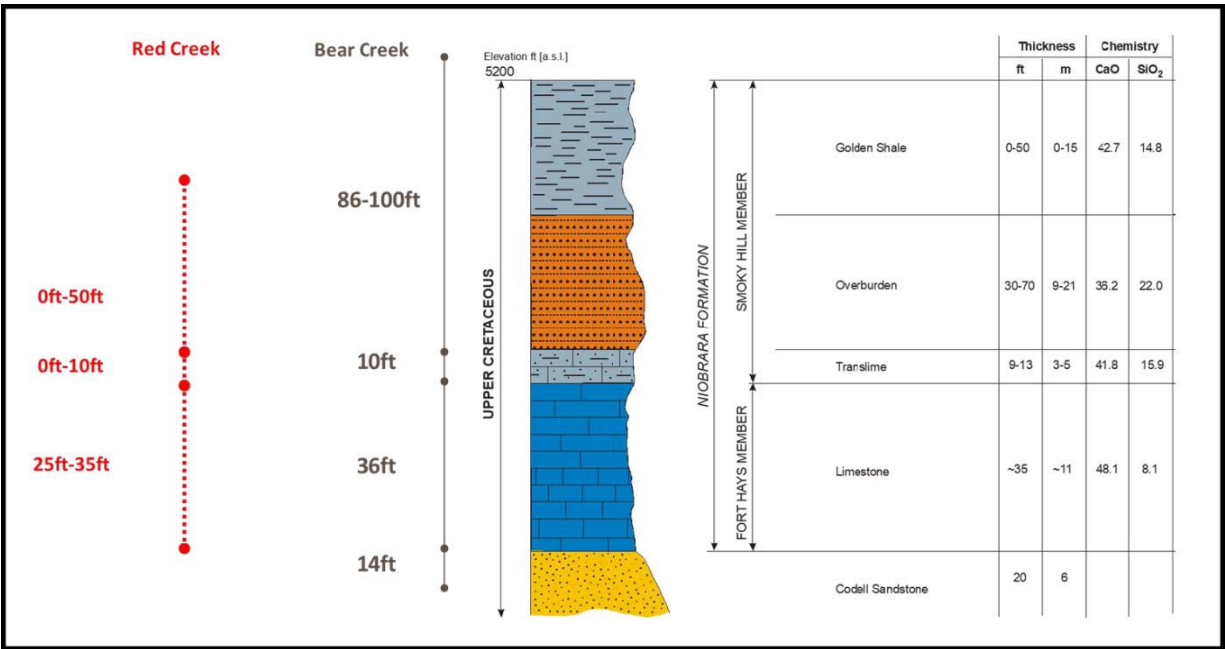 Red Creek
Bear Creek
Elevation ft [a.s.l.]
5200
Thickness
Chemistry
ft
m
CaO
SiO2
86-100ft
0ft-50ft
0ft-10ft
10ft
25ft-35ft
36ft
14ft
UPPER CRETACEOUS
NIOBRARA FORMATION
SMOKY HILL MEMBER
FORT HAYS MEMBER
Golden Shale 0-50 0-15 42.7 14.8
Overburden 30-70 9-21 36.2 22.0
Translime 9-13 3-5 41.8 15.9
Limestone ~35 ~11 48.1 8.1
Codell Sandstone 20 6